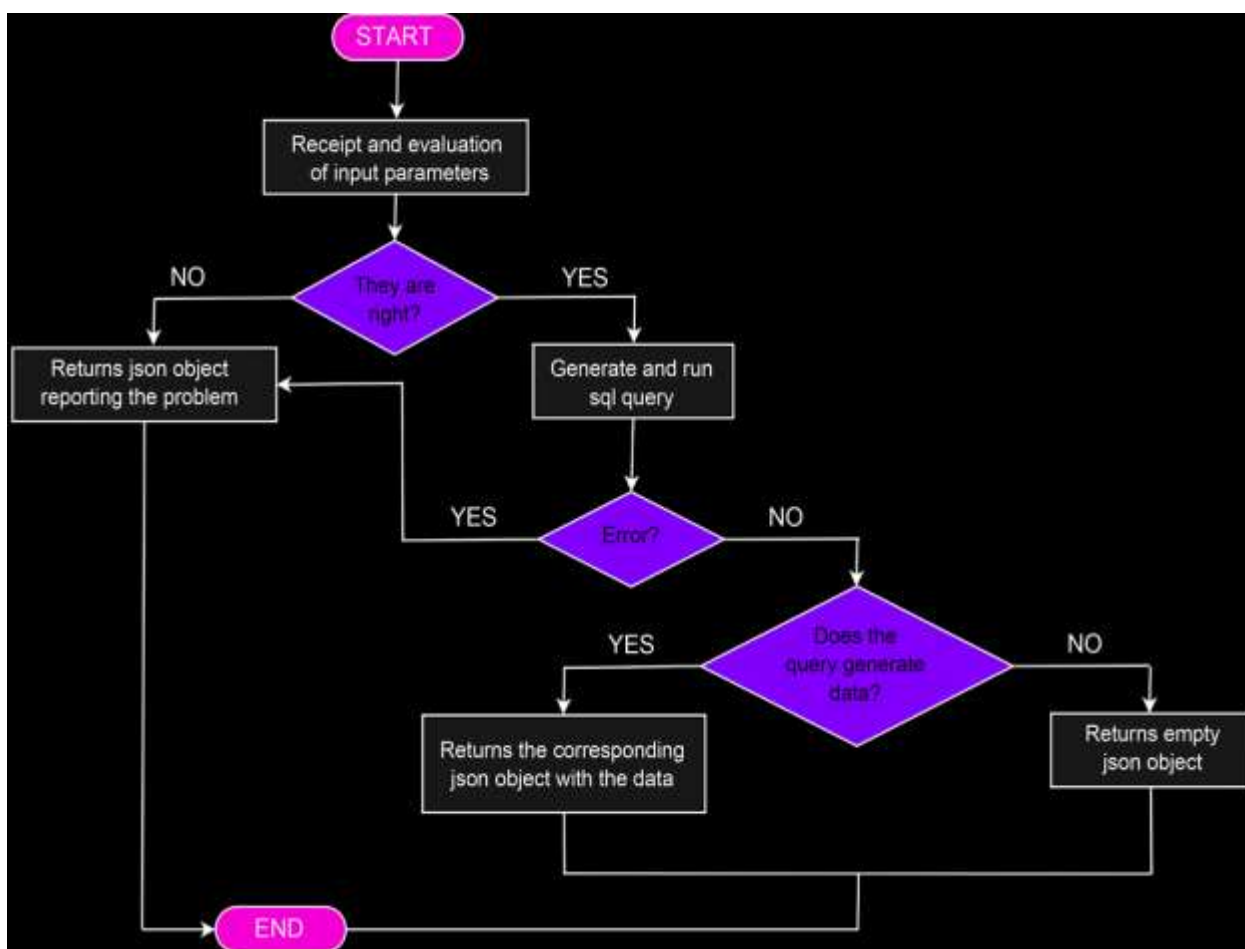 START
Receipt and evaluation
of input parameters
NO
They are
right?
YES
Returns json object
reporting the problem
Generate and run
sql query
YES
Error?
NO
YES
Does the
query generate
data?
NO
Returns the corresponding
json object with the data
Returns empty
json object
END